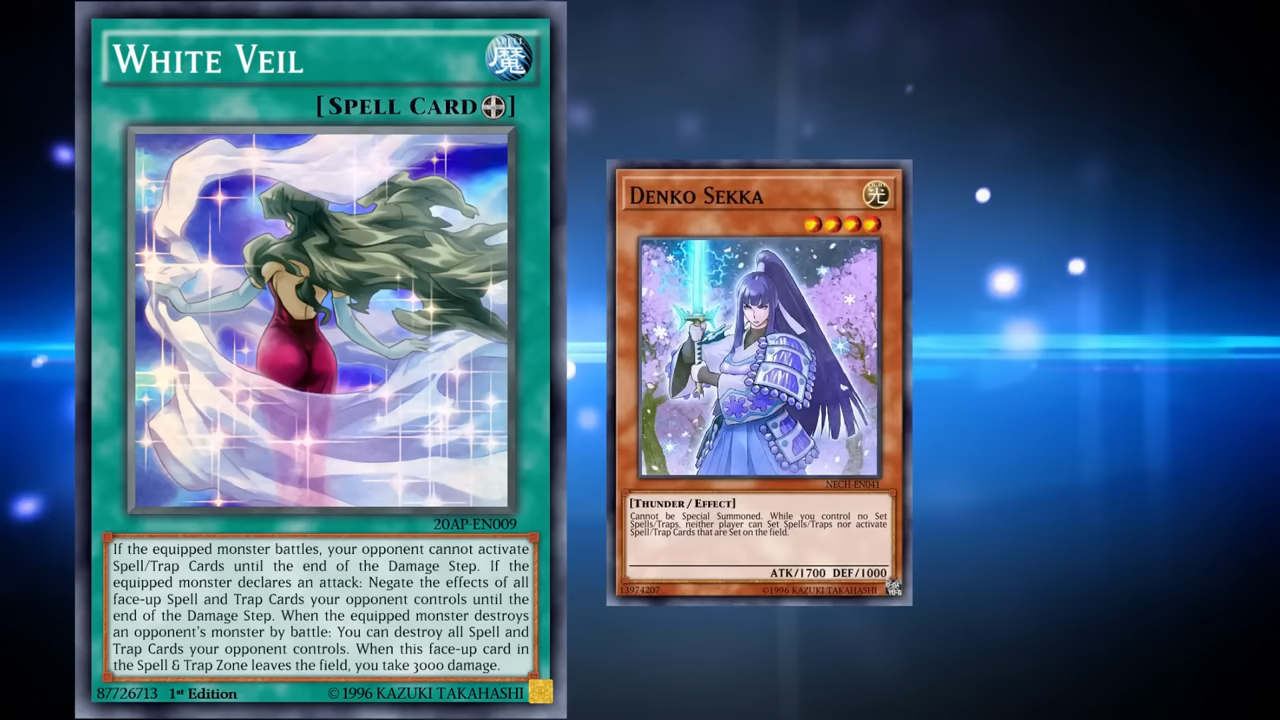 WHITE VEIL
魔
[SPELL CARD]
20AP-EN009
If the equipped monster battles, your opponent cannot activate
Spell/Trap Cards until the end of the Damage Step. If the
equipped monster declares an attack: Negate the effects of all
face-up Spell and Trap Cards your opponent controls until the
end of the Damage Step. When the equipped monster destroys
an opponent's monster by battle: You can destroy all Spell and
Trap Cards your opponent controls. When this face-up card in
the Spell & Trap Zone leaves the field, you take 3000 damage.
87726713 1st Edition ©1996 KAZUKI TAKAHASHI
DENKO SEKKA
光
NECH-EN041
[THUNDER / EFFECT]
Cannot be Special Summoned. While you control no Set
Spells/Traps, neither player can Set Spells/Traps nor activate
Spell/Trap Cards that are Set on the field.
ATK/1700 DEF/1000
13974207 ©1996 KAZUKI TAKAHASHI